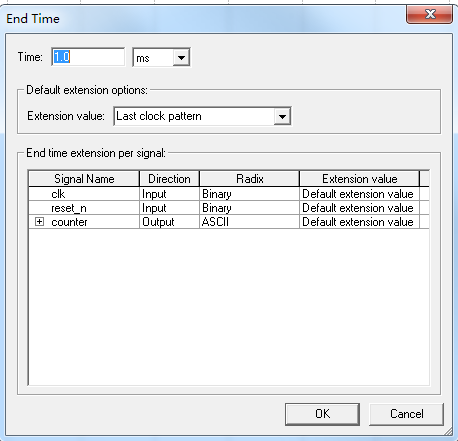 End Time
Time: 1.0 ms
Default extension options:
Extension value: Last clock pattern
End time extension per signal:
Signal Name Direction Radix Extension value
clk Input Binary Default extension value
reset_n Input Binary Default extension value
counter Output ASCII Default extension value
OK Cancel